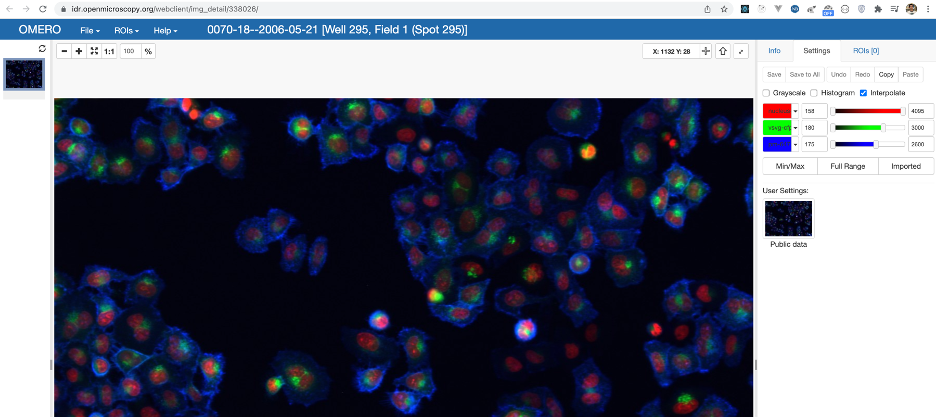 idr.openmicroscopy.org/webclient/img_detail/338026/
OMERO File ROIs Help 0070-18--2006-05-21 [Well 295, Field 1 (Spot 295)]
1:1 100 % X: 1132 Y: 28
Info Settings ROIs [0]
Save Save to All Undo Redo Copy Paste
Grayscale Histogram Interpolate
158 4095
180 3000
175 2600
Min/Max Full Range Imported
User Settings:
Public data